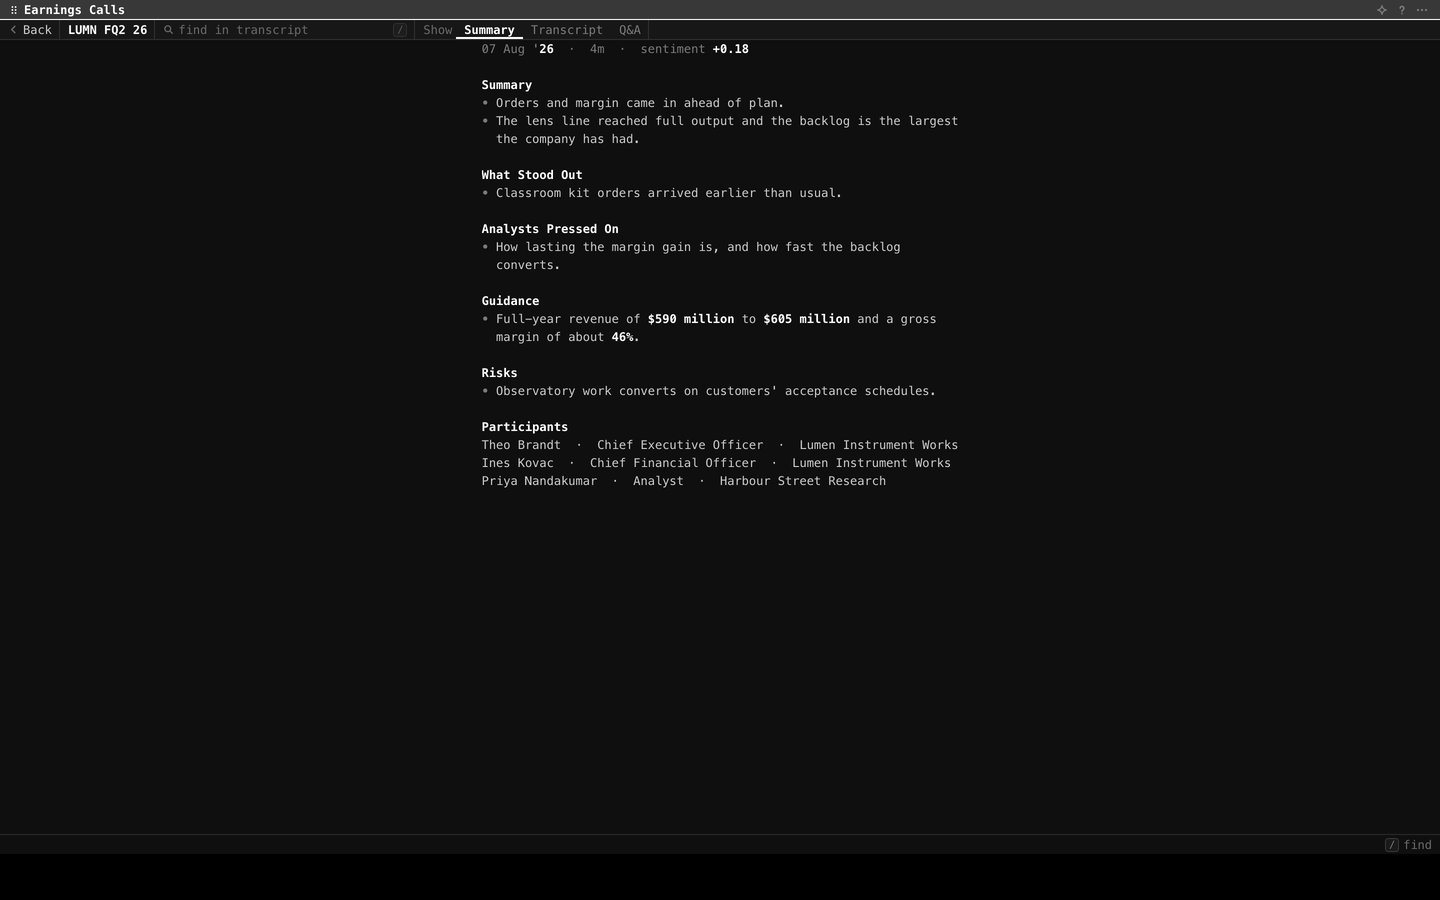 Earnings Calls ?
Back LUMN FQ2 26 find in transcript / Show Summary Transcript Q&A
07 Aug '26 · 4m · sentiment +0.18
Summary
• Orders and margin came in ahead of plan.
• The lens line reached full output and the backlog is the largest
the company has had.
What Stood Out
• Classroom kit orders arrived earlier than usual.
Analysts Pressed On
• How lasting the margin gain is, and how fast the backlog
converts.
Guidance
• Full-year revenue of $590 million to $605 million and a gross
margin of about 46%.
Risks
• Observatory work converts on customers' acceptance schedules.
Participants
Theo Brandt · Chief Executive Officer · Lumen Instrument Works
Ines Kovac · Chief Financial Officer · Lumen Instrument Works
Priya Nandakumar · Analyst · Harbour Street Research
/ find